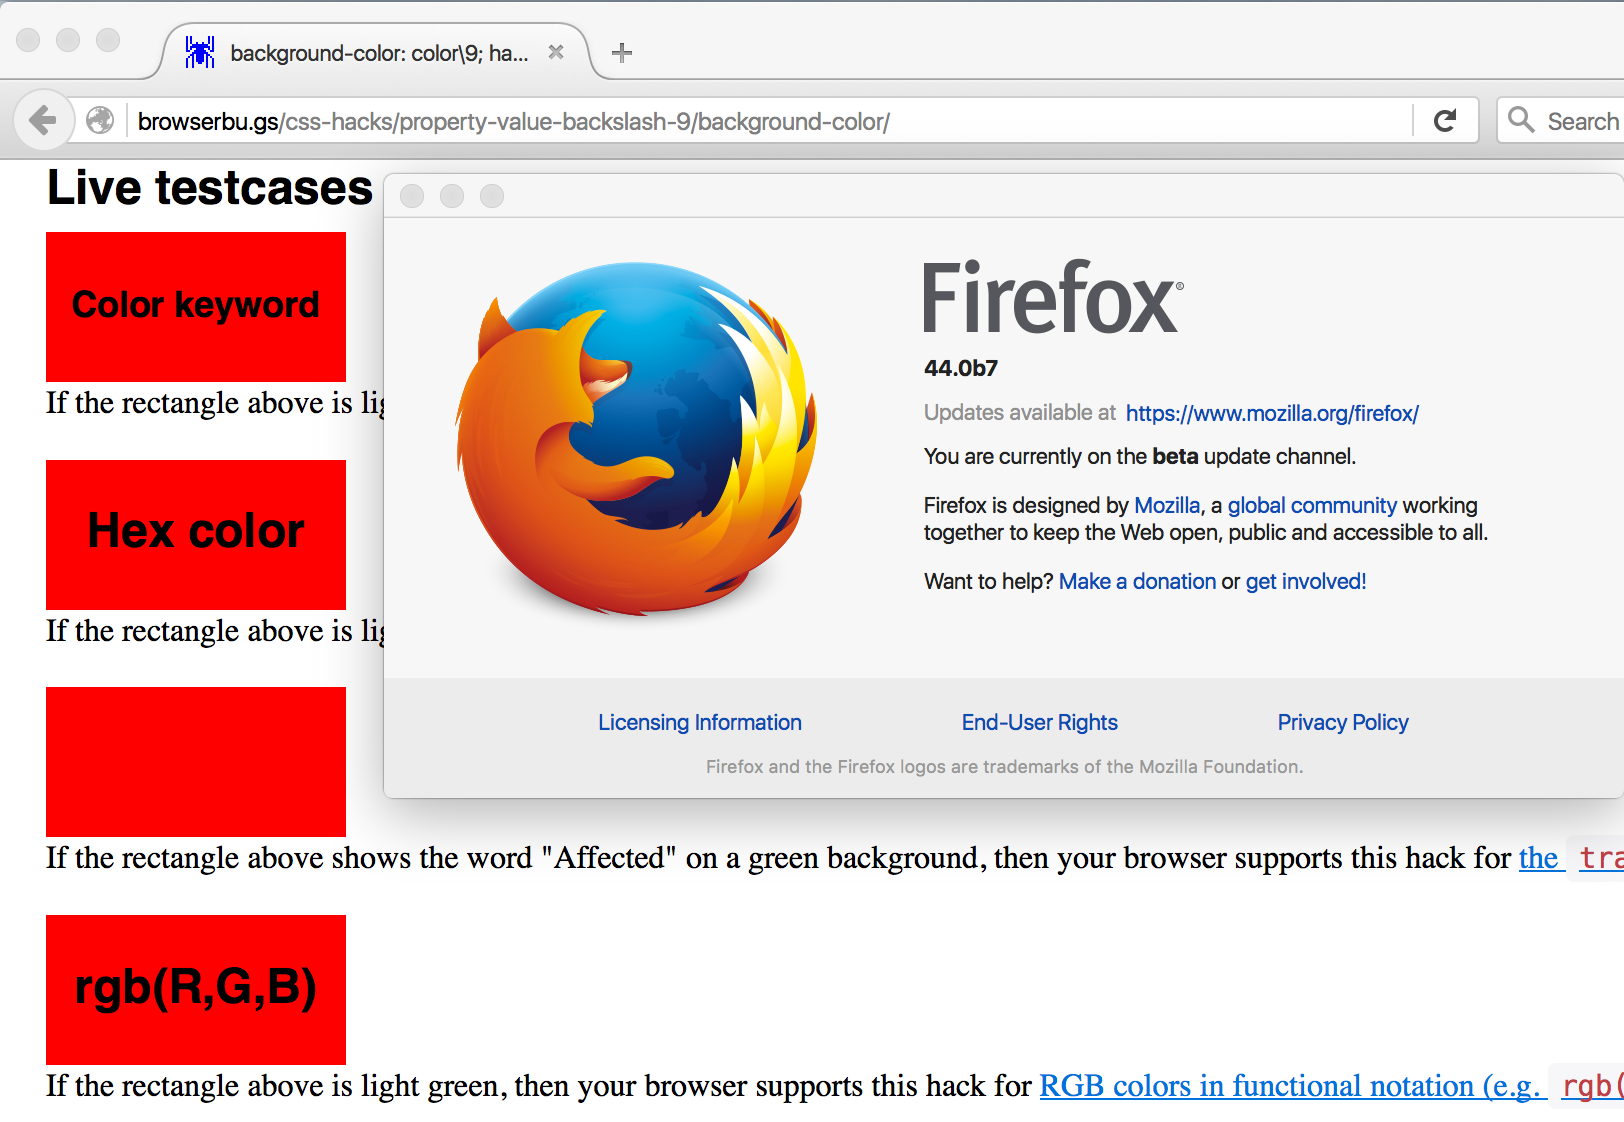 background-color: color\9; ha...
browserbu.gs/css-hacks/property-value-backslash-9/background-color/
Search
Live testcases
Color keyword
If the rectangle above is
Hex color
If the rectangle above is
Firefox®
44.0b7
Updates available at https://www.mozilla.org/firefox/
You are currently on the beta update channel.
Firefox is designed by Mozilla, a global community working
together to keep the Web open, public and accessible to all.
Want to help? Make a donation or get involved!
Licensing Information End-User Rights Privacy Policy
Firefox and the Firefox logos are trademarks of the Mozilla Foundation.
If the rectangle above shows the word "Affected" on a green background, then your browser supports this hack for the tra
rgb(R,G,B)
If the rectangle above is light green, then your browser supports this hack for RGB colors in functional notation (e.g. rgb(